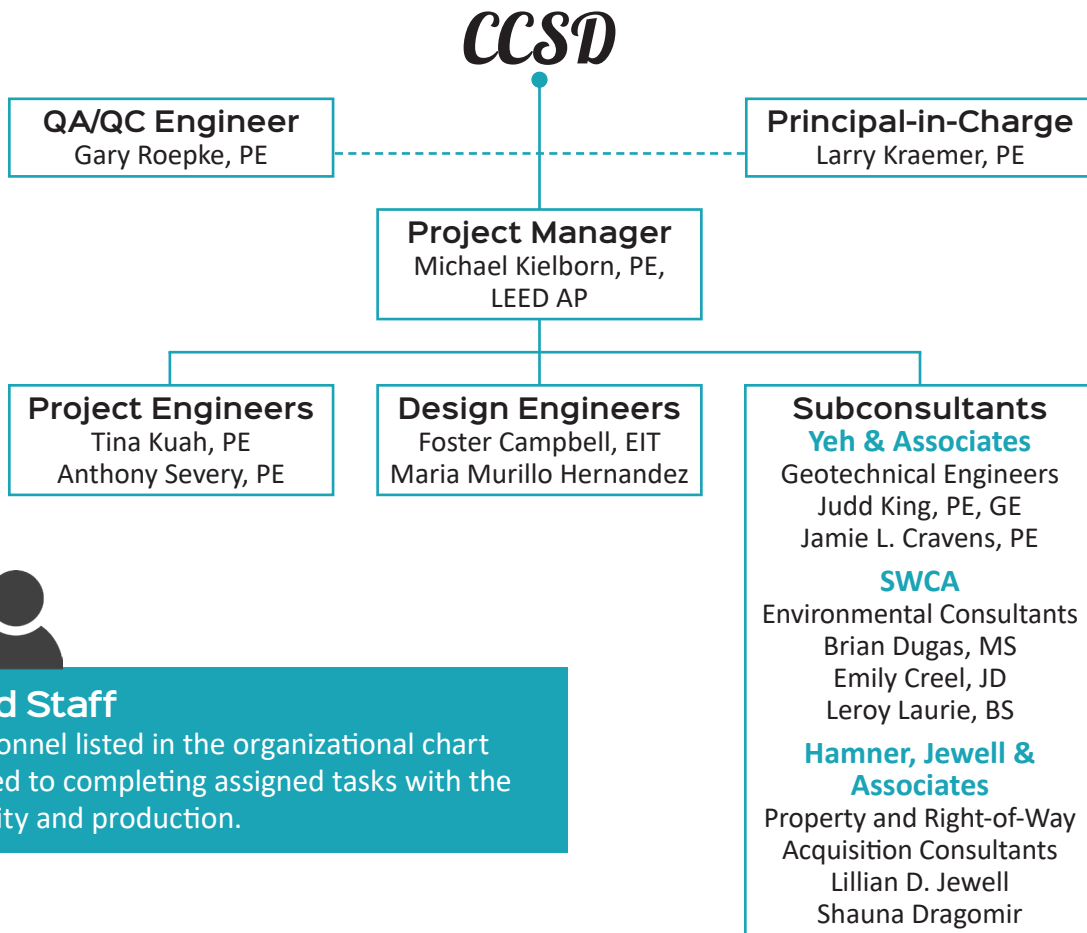 CCSD
QA/QC Engineer
Gary Roepke, PE
Principal-in-Charge
Larry Kraemer, PE
Project Manager
Michael Kielborn, PE,
LEED AP
Project Engineers
Tina Kuah, PE
Anthony Severy, PE
Design Engineers
Foster Campbell, EIT
Maria Murillo Hernandez
Subconsultants
Yeh & Associates
Geotechnical Engineers
Judd King, PE, GE
Jamie L. Cravens, PE
SWCA
Environmental Consultants
Brian Dugas, MS
Emily Creel, JD
Leroy Laurie, BS
Hamner, Jewell &
Associates
Property and Right-of-Way
Acquisition Consultants
Lillian D. Jewell
Shauna Dragomir
d Staff
onnel listed in the organizational chart
ed to completing assigned tasks with the
ity and production.